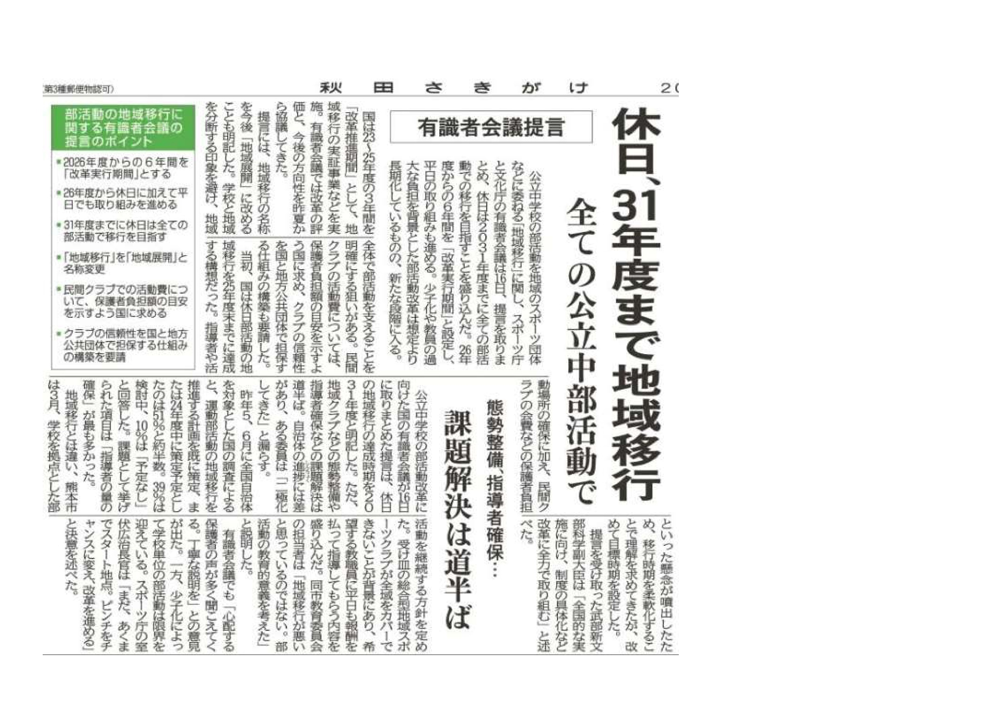 (第3種郵便物認可)
秋田さきがけ
20
休日、31年度まで地域移行
全ての公立中部活動で
有識者会議提言
公立中学校の部活動を地域のスポーツ団体
などに委ねる「地域移行」に関し、スポーツ庁
と文化庁の有識者会議は16日、提言を取りま
とめ、休日は2031年度までに全ての部活
動での移行を目指すことを盛り込んだ。26年
度からの6年間を「改革実行期間」と設定し、
平日の取り組みも進める。少子化や教員の過
大な負担を背景とした部活動改革は想定より
長期化しているものの、新たな段階に入る。
国は23〜25年度の3年間を
「改革推進期間」として、地
域移行の実証事業などを実
施。有識者会議では改革の評
価と、今後の方向性を昨夏か
ら協議してきた。
提言には、地域移行の名称
を今後「地域展開」に改める
ことも明記した。学校と地域
を分断する印象を避け、地域
全体で部活動を支えることを
明確にする狙いがある。民間
クラブの活動費については、
保護者負担額の目安を示すよ
う国に求め、クラブの信頼性
を国と地方公共団体で担保す
る仕組みの構築も要請した。
当初、国は休日部活動の地
域移行を25年度末までに達成
する構想だった。指導者や活
動場所の確保に加え、民間ク
ラブの会費などの保護者負担
といった懸念が噴出したた
め、移行時期を柔軟化するこ
とで理解を求めてきたが、改
めて目標時期を設定した。
提言を受け取った武部新文
部科学副大臣は「全国的な実
施に向け、制度の具体化など
改革に全力で取り組む」と述
べた。
部活動の地域移行に
関する有識者会議の
提言のポイント
▪2026年度からの6年間を
「改革実行期間」とする
▪26年度から休日に加えて平
日でも取り組みを進める
▪31年度までに休日は全ての
部活動で移行を目指す
▪「地域移行」を「地域展開」と
名称変更
▪民間クラブでの活動費につ
いて、保護者負担額の目安
を示すよう国に求める
▪クラブの信頼性を国と地方
公共団体で担保する仕組み
の構築を要請
態勢整備、指導者確保…
課題解決は道半ば
公立中学校の部活動改革に
向けた国の有識者会議が16日
に取りまとめた提言は、休日
の地域移行の達成時期を20
31年度と明記した。ただ、
地域クラブなどの態勢整備や
指導者確保などの課題解決は
道半ば。自治体の進捗には差
があり、ある委員は「二極化
してきた」と漏らす。
昨年5、6月に全国自治体
を対象とした国の調査による
と、運動部活動の地域移行を
推進する計画を既に策定、ま
たは24年度中に策定予定とし
たのは51%と約半数。39%は
検討中、10%は「予定なし」
と回答した。課題として挙げ
られた項目は「指導者の量の
確保」が最も多かった。
地域移行とは違い、熊本市
は3月、学校を拠点とした部
活動を継続する方針を定め
た。受け皿の総合型地域スポ
ーツクラブが全域をカバーで
きないことが背景にあり、希
望する教職員に平日も報酬を
払って指導してもらう内容を
盛り込んだ。同市教育委員会
の担当者は「地域移行が悪い
と思っているのではない。部
活動の教育的意義を考えた」
と説明した。
有識者会議でも「心配する
保護者の声が多く聞こえてく
る。丁寧な説明を」との意見
が出た。一方、少子化によっ
て学校単位の部活動は限界を
迎えている。スポーツ庁の室
伏広治長官は「まだ、あくま
でスタート地点。ピンチをチ
ャンスに変え、改革を進める」
と決意を述べた。